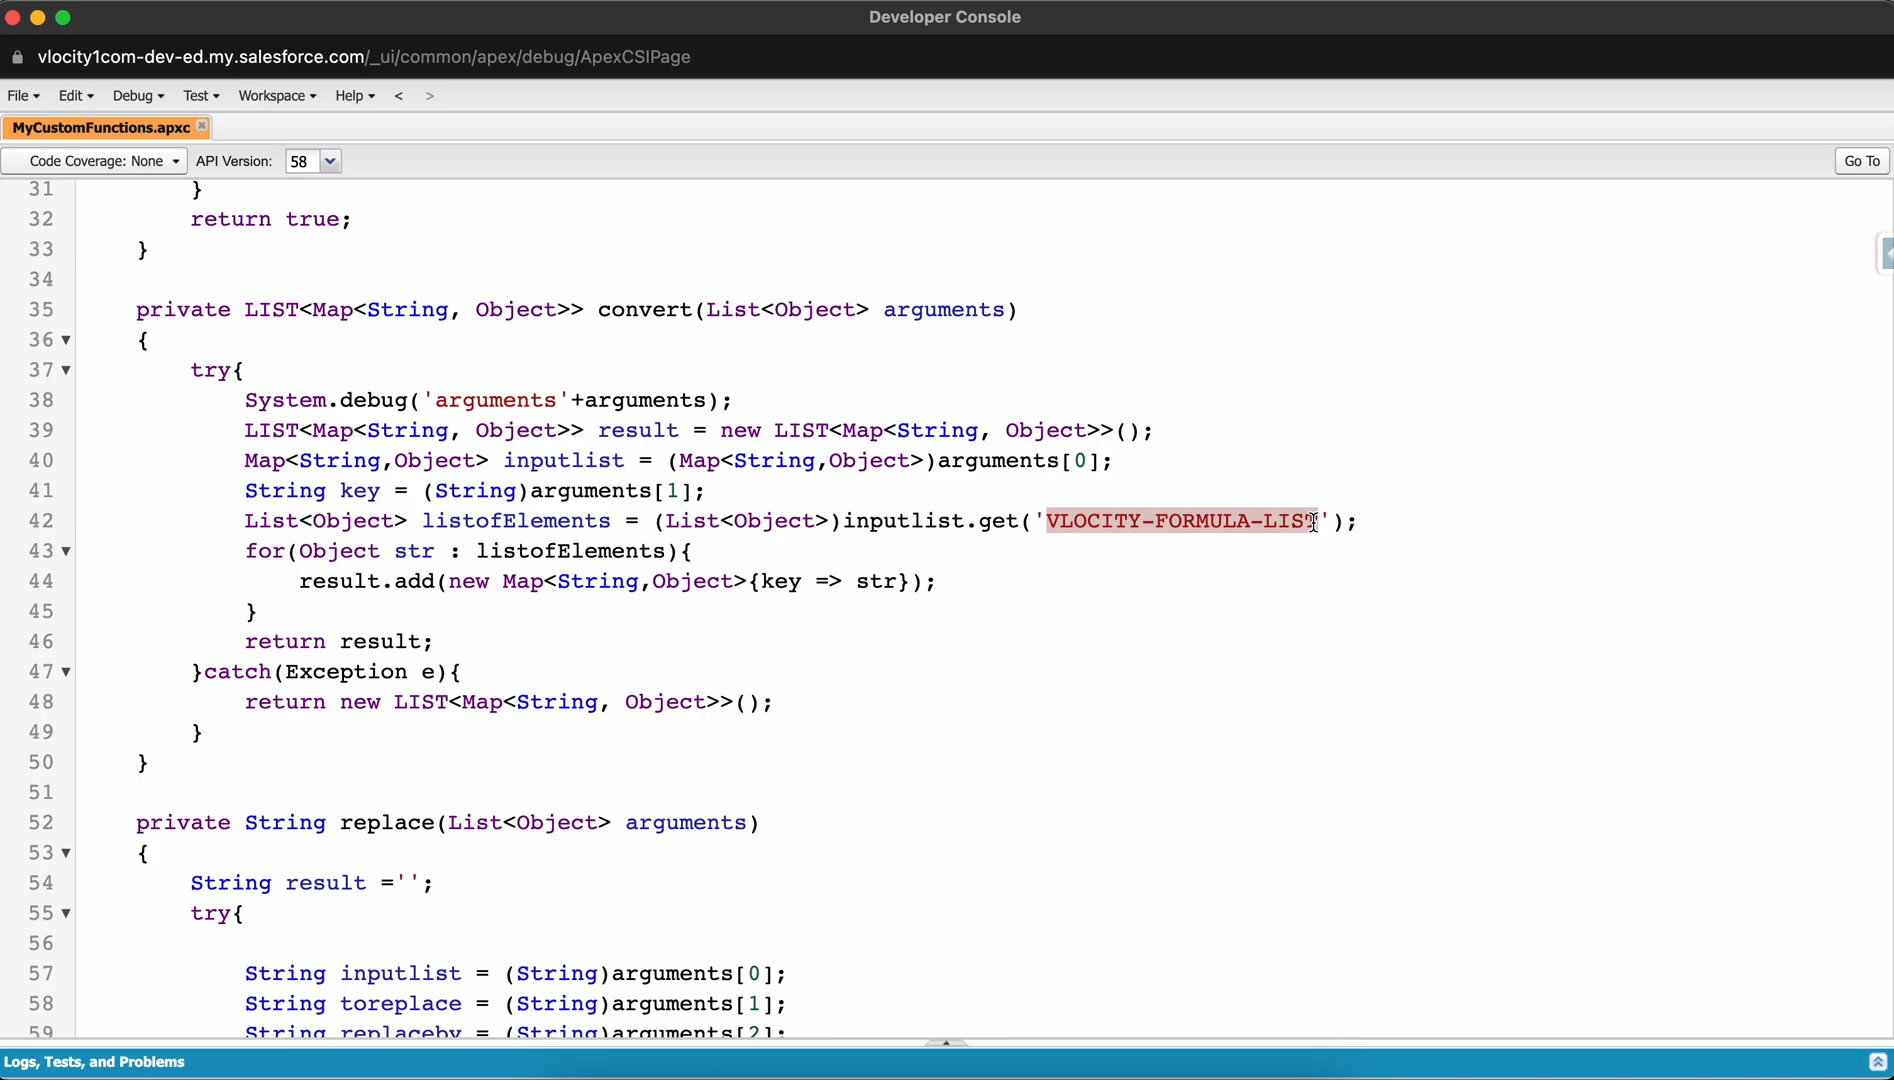 Developer Console
vlocity1com-dev-ed.my.salesforce.com/_ui/common/apex/debug/ApexCSIPage
File Edit Debug Test Workspace Help < >
MyCustomFunctions.apxc
Code Coverage: None API Version: 58 Go To
31 }
32 return true;
33 }
34
35 private LIST<Map<String, Object>> convert(List<Object> arguments)
36 {
37 try{
38 System.debug('arguments'+arguments);
39 LIST<Map<String, Object>> result = new LIST<Map<String, Object>>();
40 Map<String,Object> inputlist = (Map<String,Object>)arguments[0];
41 String key = (String)arguments[1];
42 List<Object> listofElements = (List<Object>)inputlist.get('VLOCITY-FORMULA-LIST');
43 for(Object str : listofElements){
44 result.add(new Map<String,Object>{key => str});
45 }
46 return result;
47 }catch(Exception e){
48 return new LIST<Map<String, Object>>();
49 }
50 }
51
52 private String replace(List<Object> arguments)
53 {
54 String result ='';
55 try{
56
57 String inputlist = (String)arguments[0];
58 String toreplace = (String)arguments[1];
59 String replaceby = (String)arguments[2];
Logs, Tests, and Problems